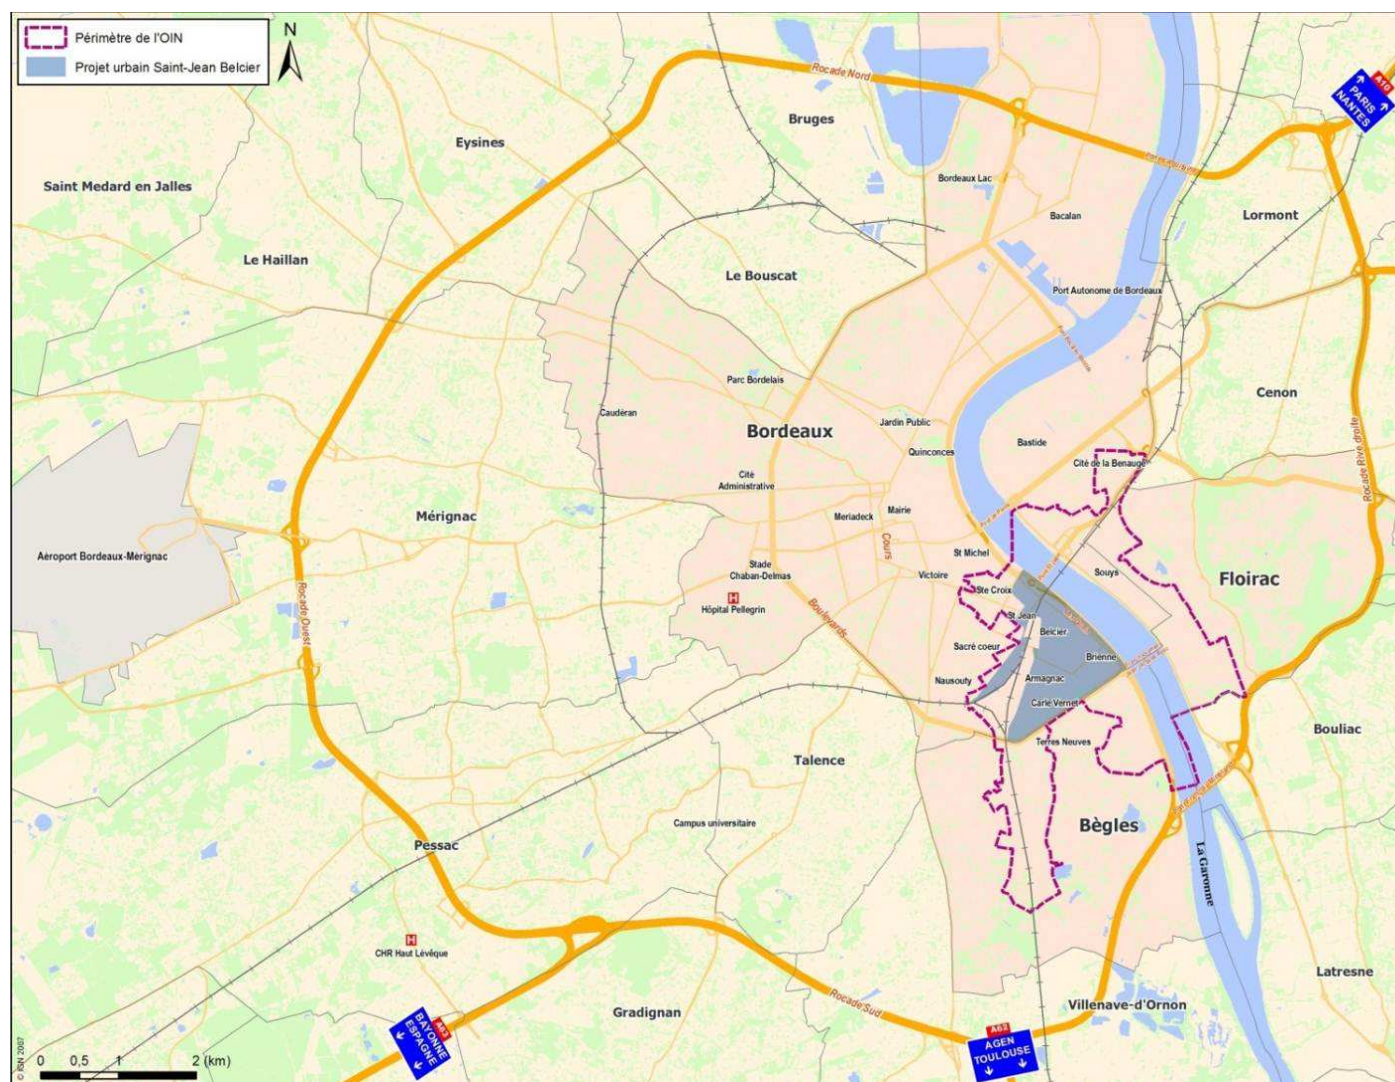 Périmètre de l'OIN
Projet urbain Saint-Jean Belcier
N
Rocade Nord
A10
PARIS
NANTES
Bruges
Eysines
Saint Medard en Jalles
Bordeaux Lac
Bacalan
Lormont
Le Haillan
Le Bouscat
Port Autonome de Bordeaux
Parc Bordelais
Cenon
Caudéran
Jardin Public
Bordeaux
Bastide
Quinconces
Cité de la Benauge
Rocade Rive droite
Cité
Administrative
Mérignac
Meriadeck
Mairie
Cours
Aéroport Bordeaux-Mérignac
St Michel
Stade
Chaban-Delmas
Victoire
Souys
Floirac
Ste Croix
Rocade Ouest
Hôpital Pellegrin
H
Boulevards
St Jean
Belcier
Sacré coeur
Brienne
Nausouty
Armagnac
Carle Vernet
Bouliac
Terres Neuves
Talence
Campus universitaire
Bègles
Pessac
La Garonne
H
CHR Haut Lévêque
Latresne
Rocade Sud
Villenave-d'Ornon
Gradignan
A63
BAYONNE
ESPAGNE
A62
AGEN
TOULOUSE
0 0,5 1 2 (km)
© ISN 2007